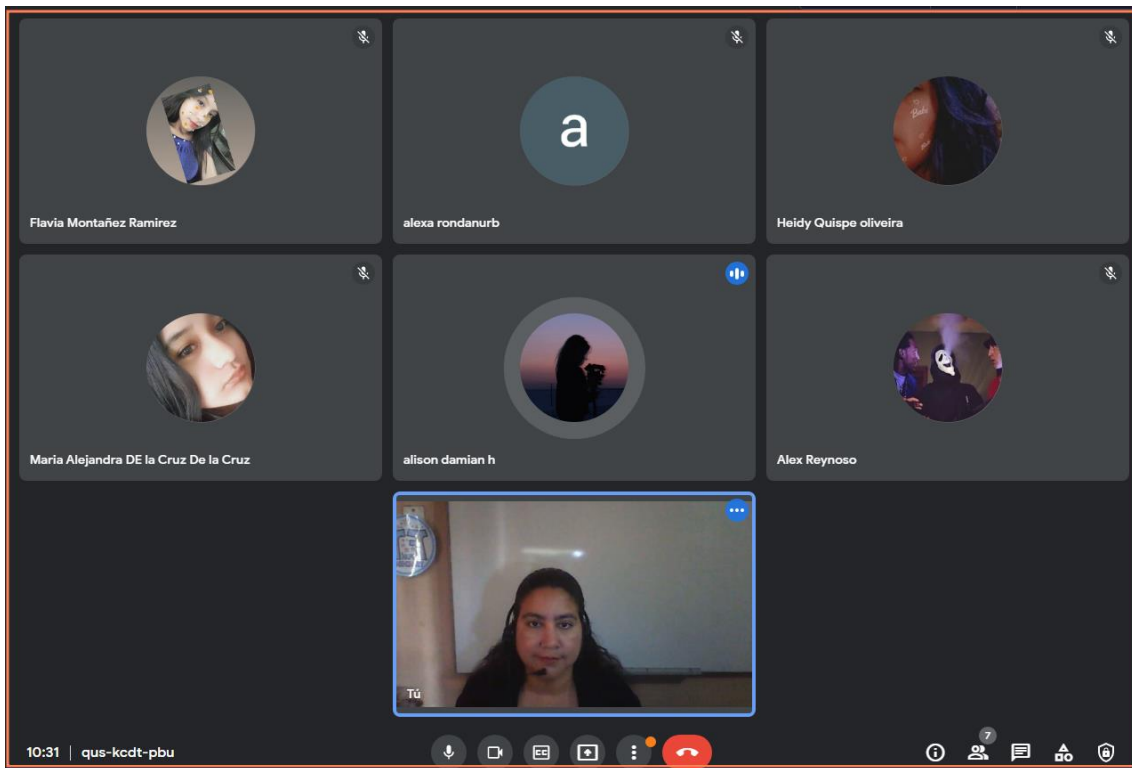 Flavia Montañez Ramirez
a
alexa rondanurb
Heidy Quispe oliveira
Maria Alejandra DE la Cruz De la Cruz
alison damian h
Alex Reynoso
Tú
10:31 | qus-kcdt-pbu
CC
7